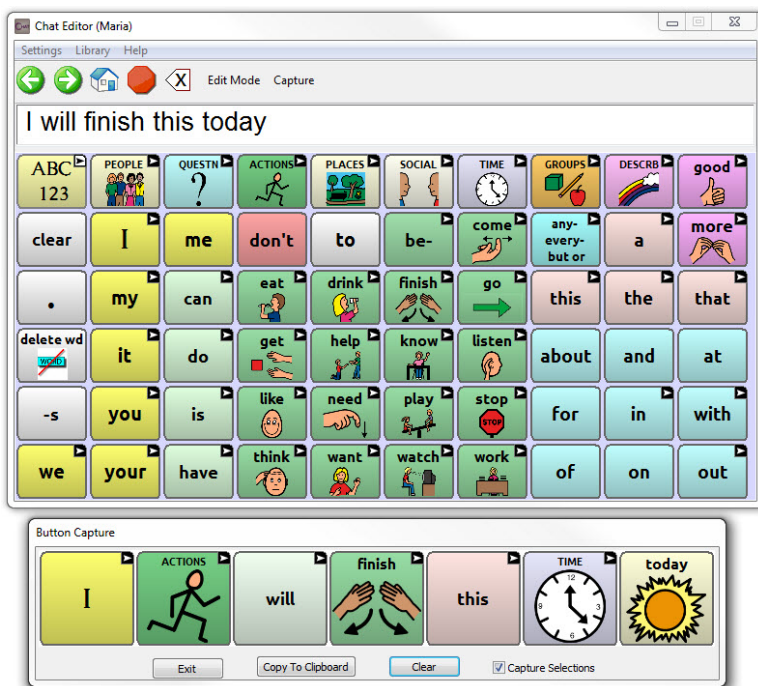 Chat Editor (Maria)
Settings Library Help
X Edit Mode Capture
I will finish this today
ABC 123 PEOPLE QUESTN ? ACTIONS PLACES SOCIAL TIME GROUPS DESCRB good
clear I me don't to be- come any- every- but or a more
. my can eat drink finish go this the that
delete wd WORD it do get help know listen about and at
-s you is like need play stop STOP for in with
we your have think want watch work of on out
Button Capture
I ACTIONS will finish this TIME 12 3 6 9 today
Exit Copy To Clipboard Clear Capture Selections